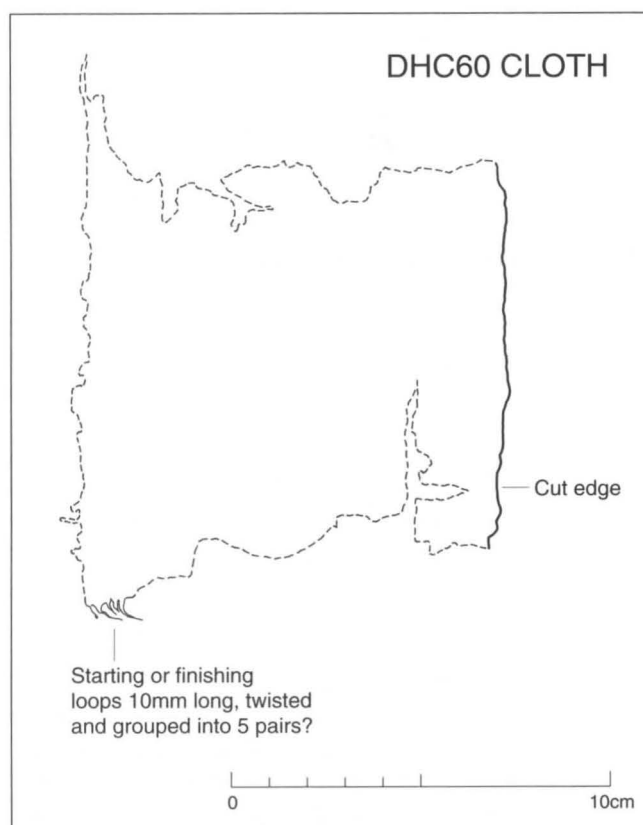 DHC60 CLOTH
Cut edge
Starting or finishing
loops 10mm long, twisted
and grouped into 5 pairs?
0 10cm